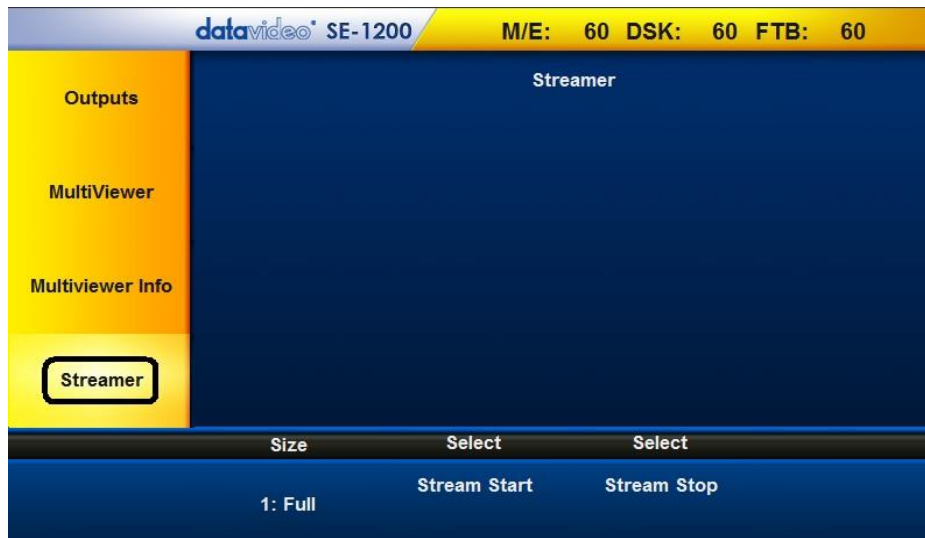 datavideo SE-1200 M/E: 60 DSK: 60 FTB: 60
Streamer
Outputs
MultiViewer
Multiviewer Info
Streamer
Size Select Select
1: Full Stream Start Stream Stop